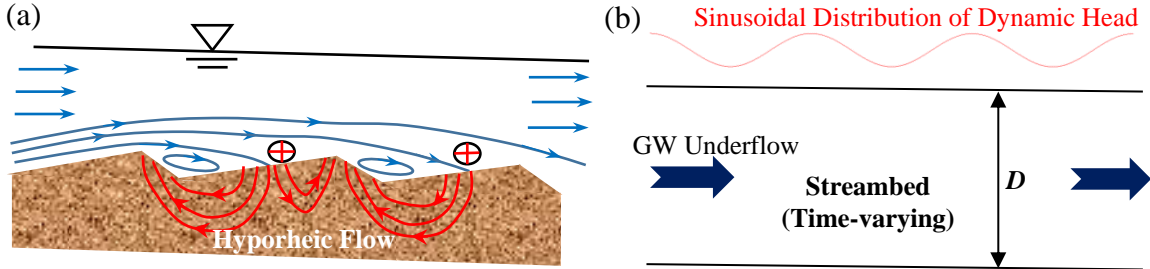 (a)
Hyporheic Flow
(b)
Sinusoidal Distribution of Dynamic Head
GW Underflow
Streambed
(Time-varying)
D